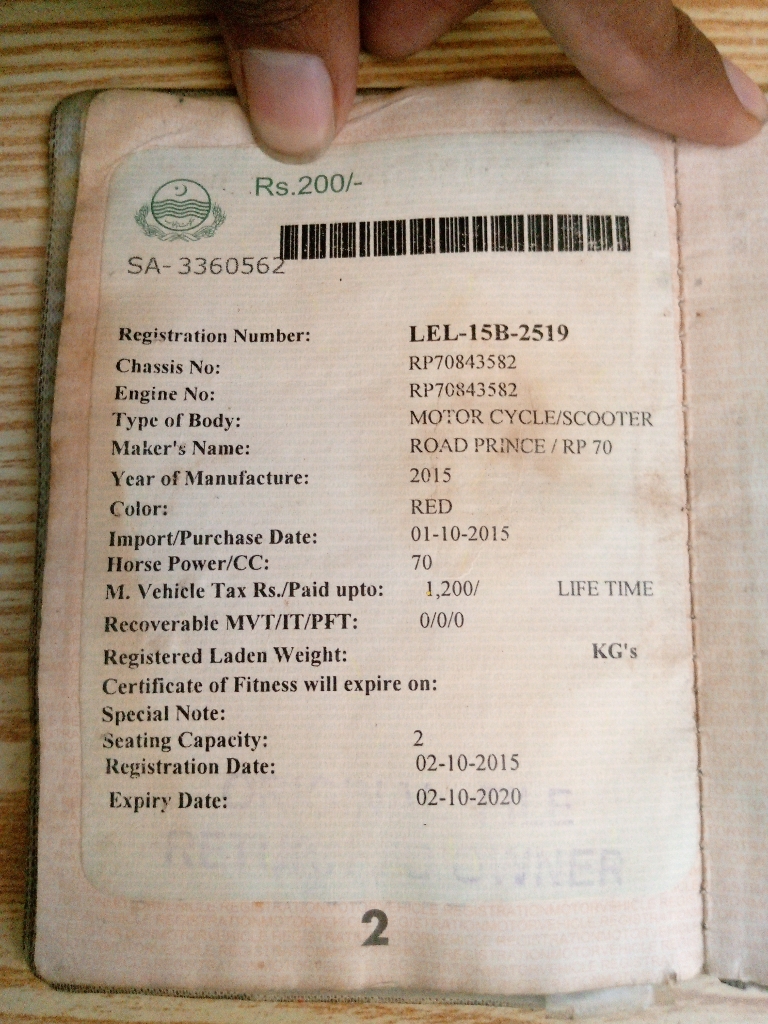 Rs.200/-
SA- 3360562
Registration Number: LEL-15B-2519
Chassis No: RP70843582
Engine No: RP70843582
Type of Body: MOTOR CYCLE/SCOOTER
Maker's Name: ROAD PRINCE / RP 70
Year of Manufacture: 2015
Color: RED
Import/Purchase Date: 01-10-2015
Horse Power/CC: 70
M. Vehicle Tax Rs./Paid upto: 1,200/ LIFE TIME
Recoverable MVT/IT/PFT: 0/0/0
Registered Laden Weight: KG's
Certificate of Fitness will expire on:
Special Note:
Seating Capacity: 2
Registration Date: 02-10-2015
Expiry Date: 02-10-2020
OWNER
2